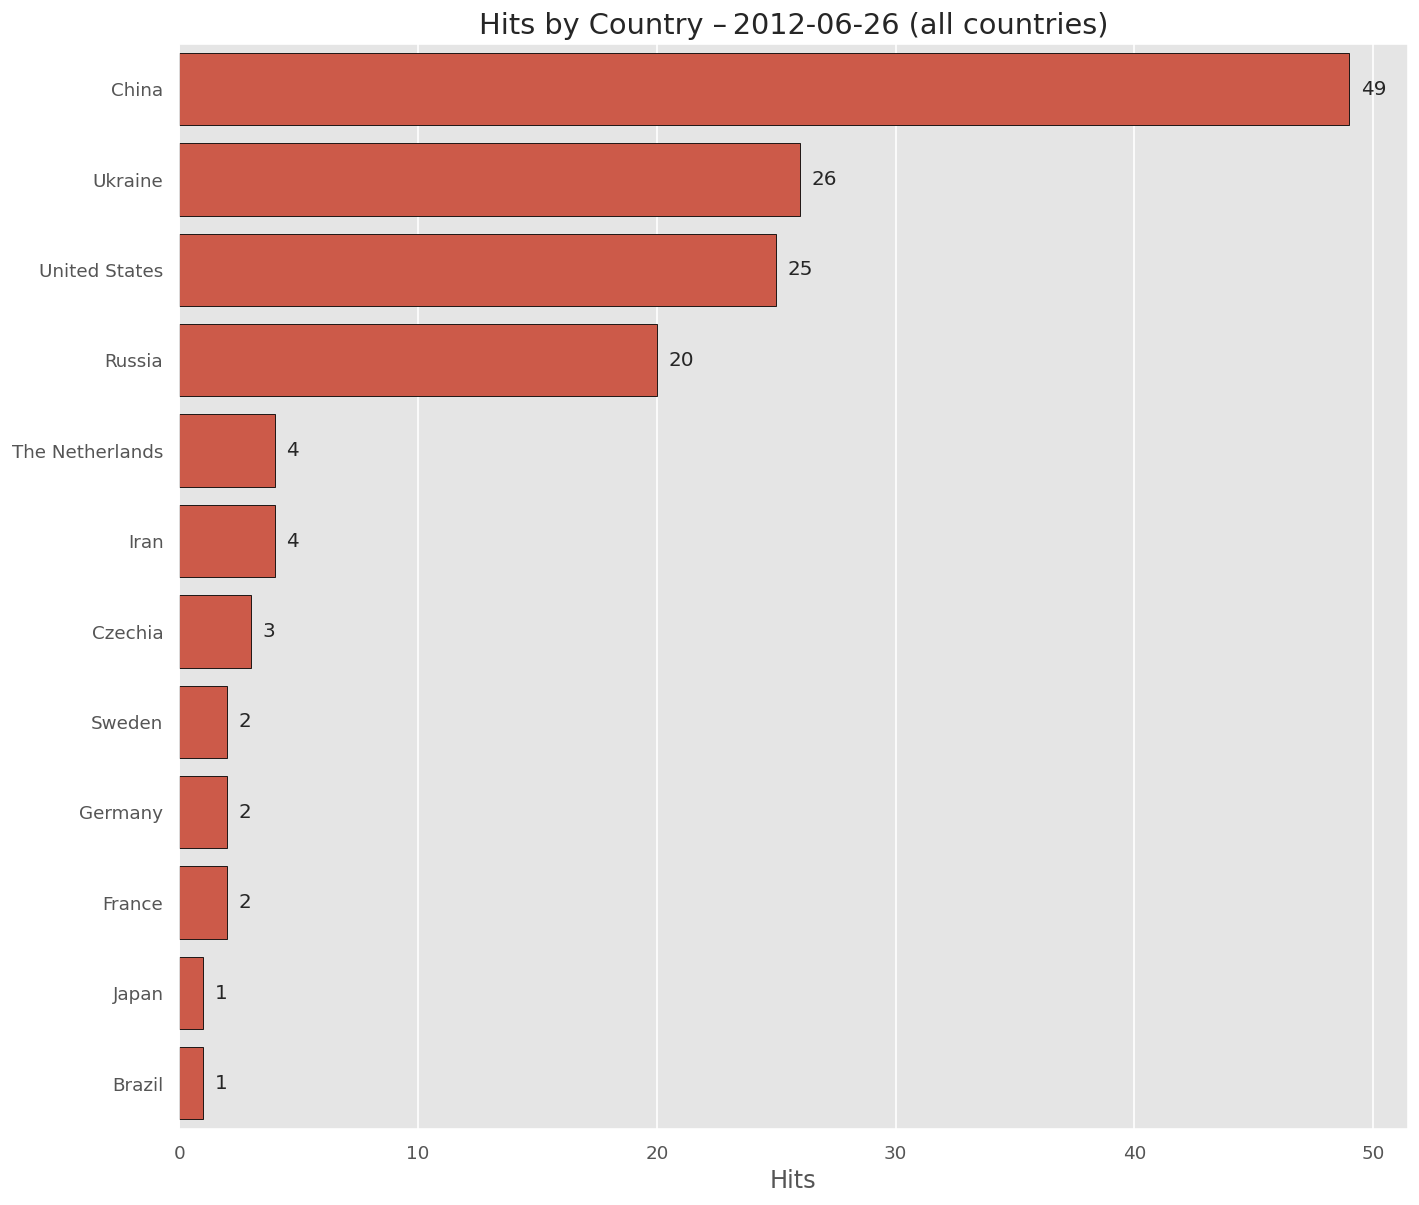 Hits by Country – 2012-06-26 (all countries)
China 49
Ukraine 26
United States 25
Russia 20
The Netherlands 4
Iran 4
Czechia 3
Sweden 2
Germany 2
France 2
Japan 1
Brazil 1
0 10 20 30 40 50
Hits